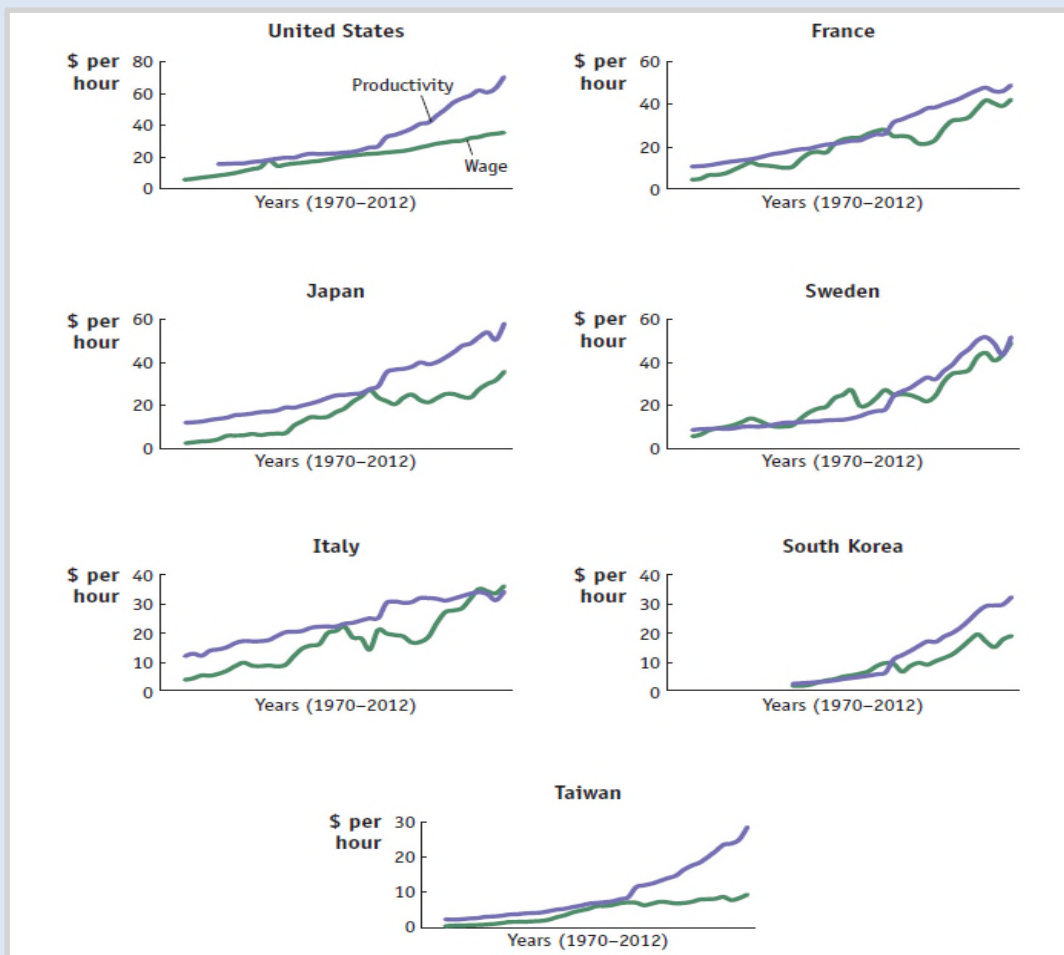 United States
$ per
hour
80
60
40
20
0
Productivity
Wage
Years (1970–2012)
France
$ per
hour
60
40
20
0
Years (1970–2012)
Japan
$ per
hour
60
40
20
0
Years (1970–2012)
Sweden
$ per
hour
60
40
20
0
Years (1970–2012)
Italy
$ per
hour
40
30
20
10
0
Years (1970–2012)
South Korea
$ per
hour
40
30
20
10
0
Years (1970–2012)
Taiwan
$ per
hour
30
20
10
0
Years (1970–2012)